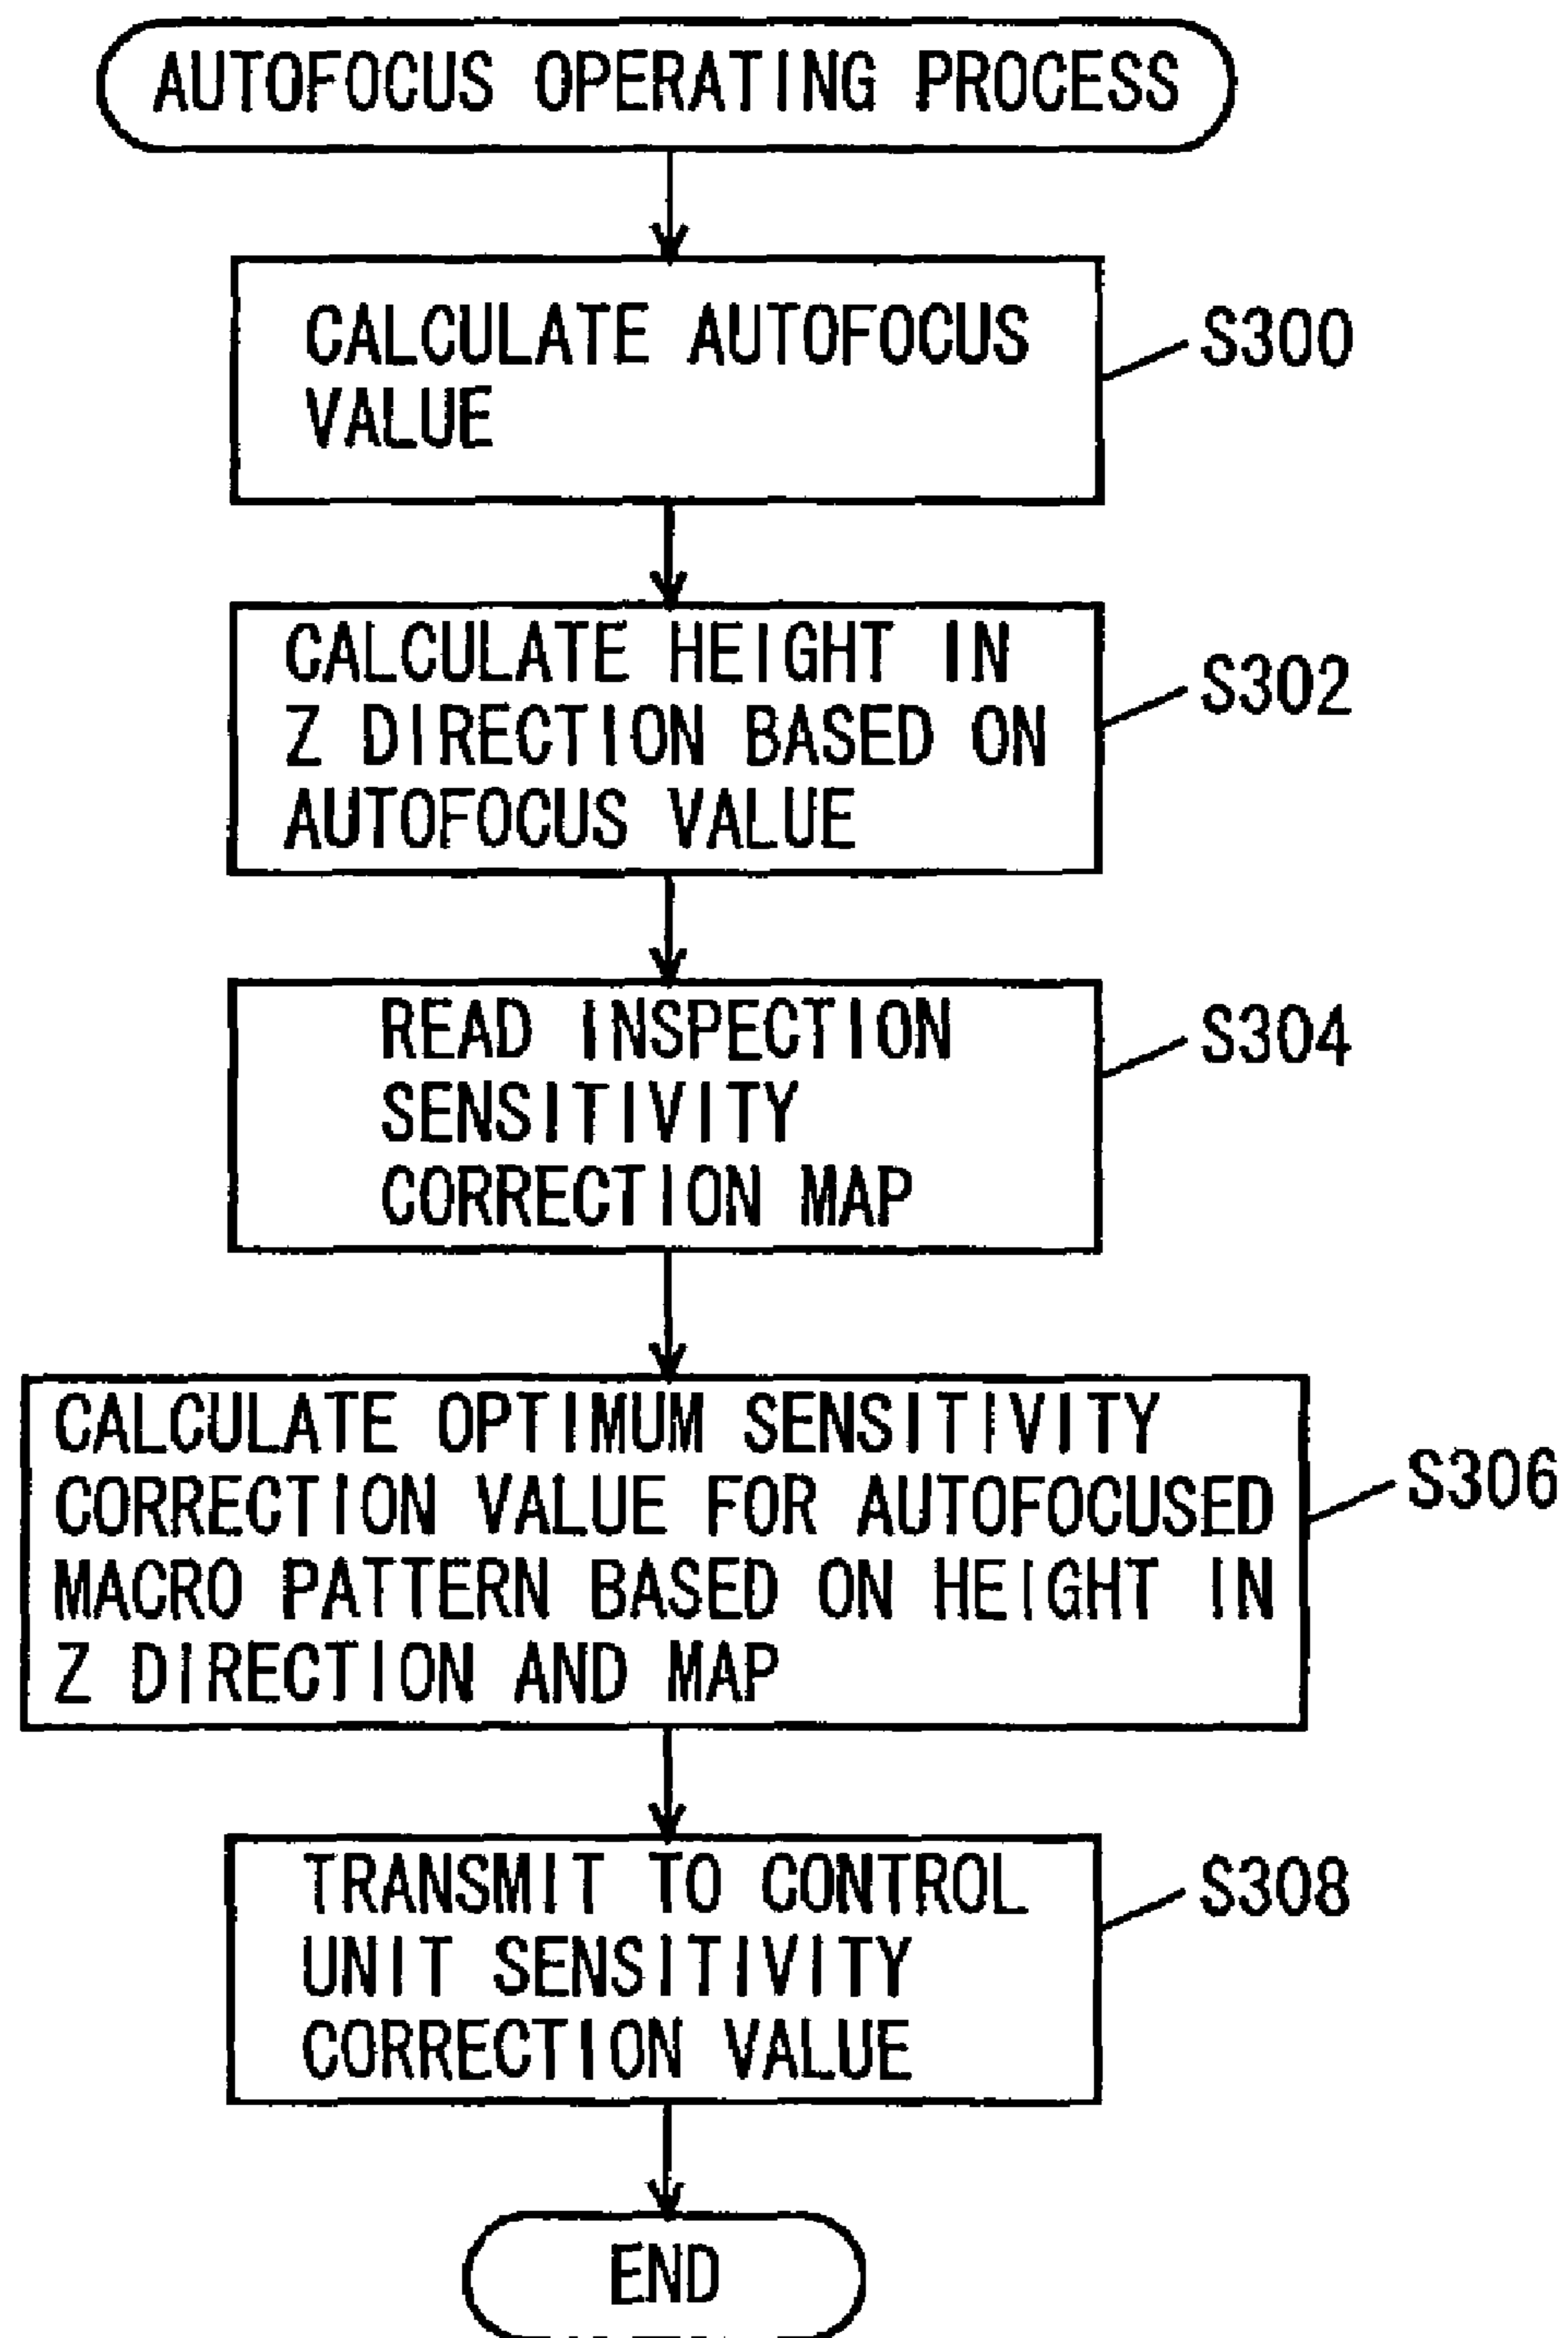 AUTOFOCUS OPERATING PROCESS
CALCULATE AUTOFOCUS
VALUE
S300
CALCULATE HEIGHT IN
Z DIRECTION BASED ON
AUTOFOCUS VALUE
S302
READ INSPECTION
SENSITIVITY
CORRECTION MAP
S304
CALCULATE OPTIMUM SENSITIVITY
CORRECTION VALUE FOR AUTOFOCUSED
MACRO PATTERN BASED ON HEIGHT IN
Z DIRECTION AND MAP
S306
TRANSMIT TO CONTROL
UNIT SENSITIVITY
CORRECTION VALUE
S308
END